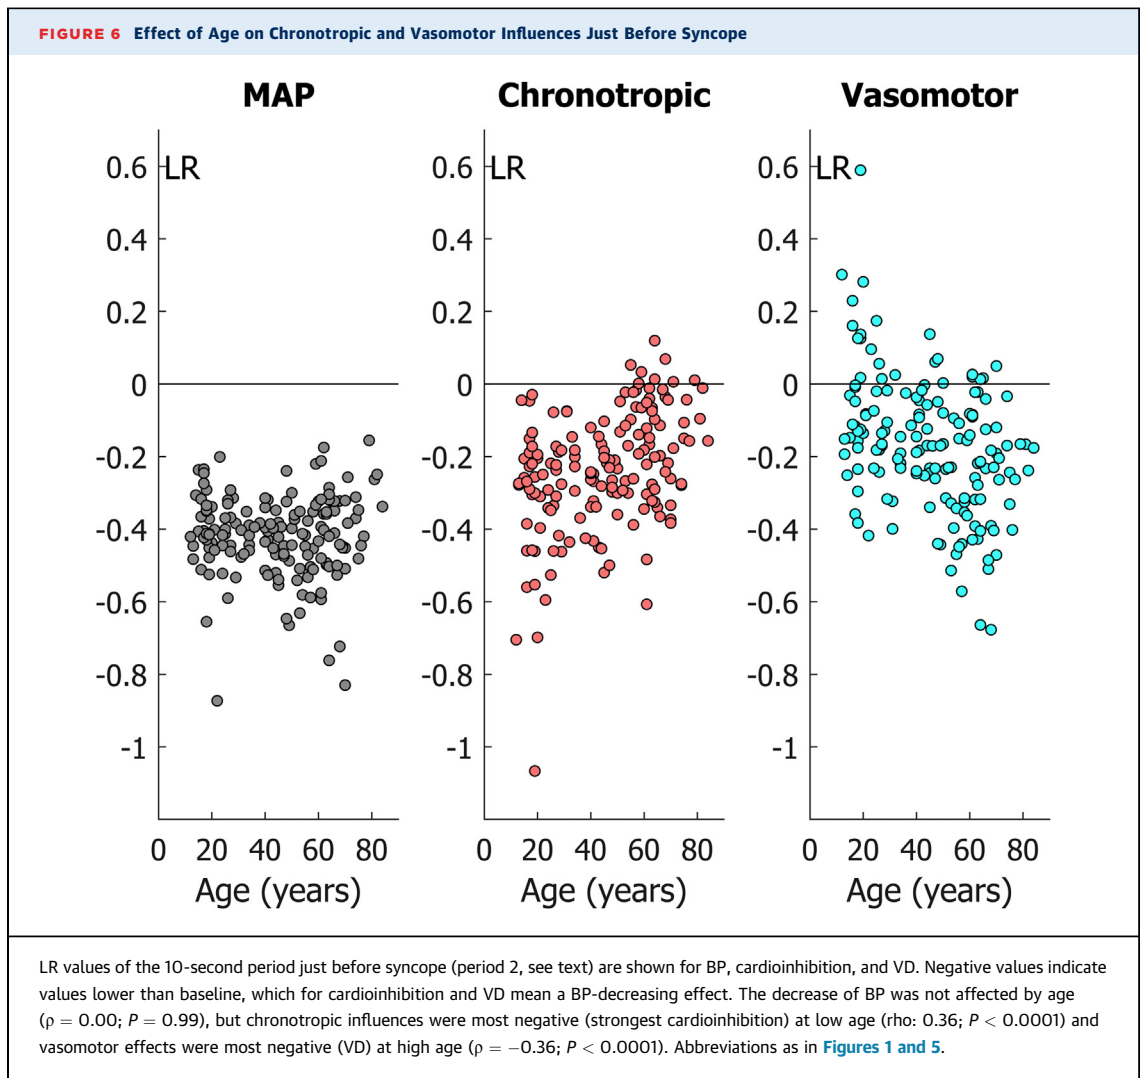 FIGURE 6 Effect of Age on Chronotropic and Vasomotor Influences Just Before Syncope
MAP
Chronotropic
Vasomotor
0.6
LR
0.4
0.2
0
-0.2
-0.4
-0.6
-0.8
-1
0 20 40 60 80
Age (years)
0.6
LR
0.4
0.2
0
-0.2
-0.4
-0.6
-0.8
-1
0 20 40 60 80
Age (years)
0.6
LR
0.4
0.2
0
-0.2
-0.4
-0.6
-0.8
-1
0 20 40 60 80
Age (years)
LR values of the 10-second period just before syncope (period 2, see text) are shown for BP, cardioinhibition, and VD. Negative values indicate
values lower than baseline, which for cardioinhibition and VD mean a BP-decreasing effect. The decrease of BP was not affected by age
(ρ = 0.00; P = 0.99), but chronotropic influences were most negative (strongest cardioinhibition) at low age (rho: 0.36; P < 0.0001) and
vasomotor effects were most negative (VD) at high age (ρ = −0.36; P < 0.0001). Abbreviations as in Figures 1 and 5.